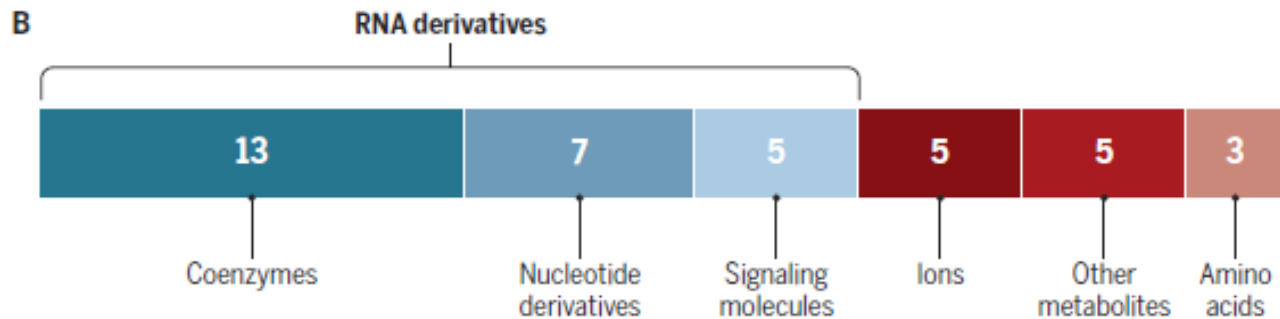 B
RNA derivatives
13
7
5
5
5
3
Coenzymes
Nucleotide
derivatives
Signaling
molecules
Ions
Other
metabolites
Amino
acids